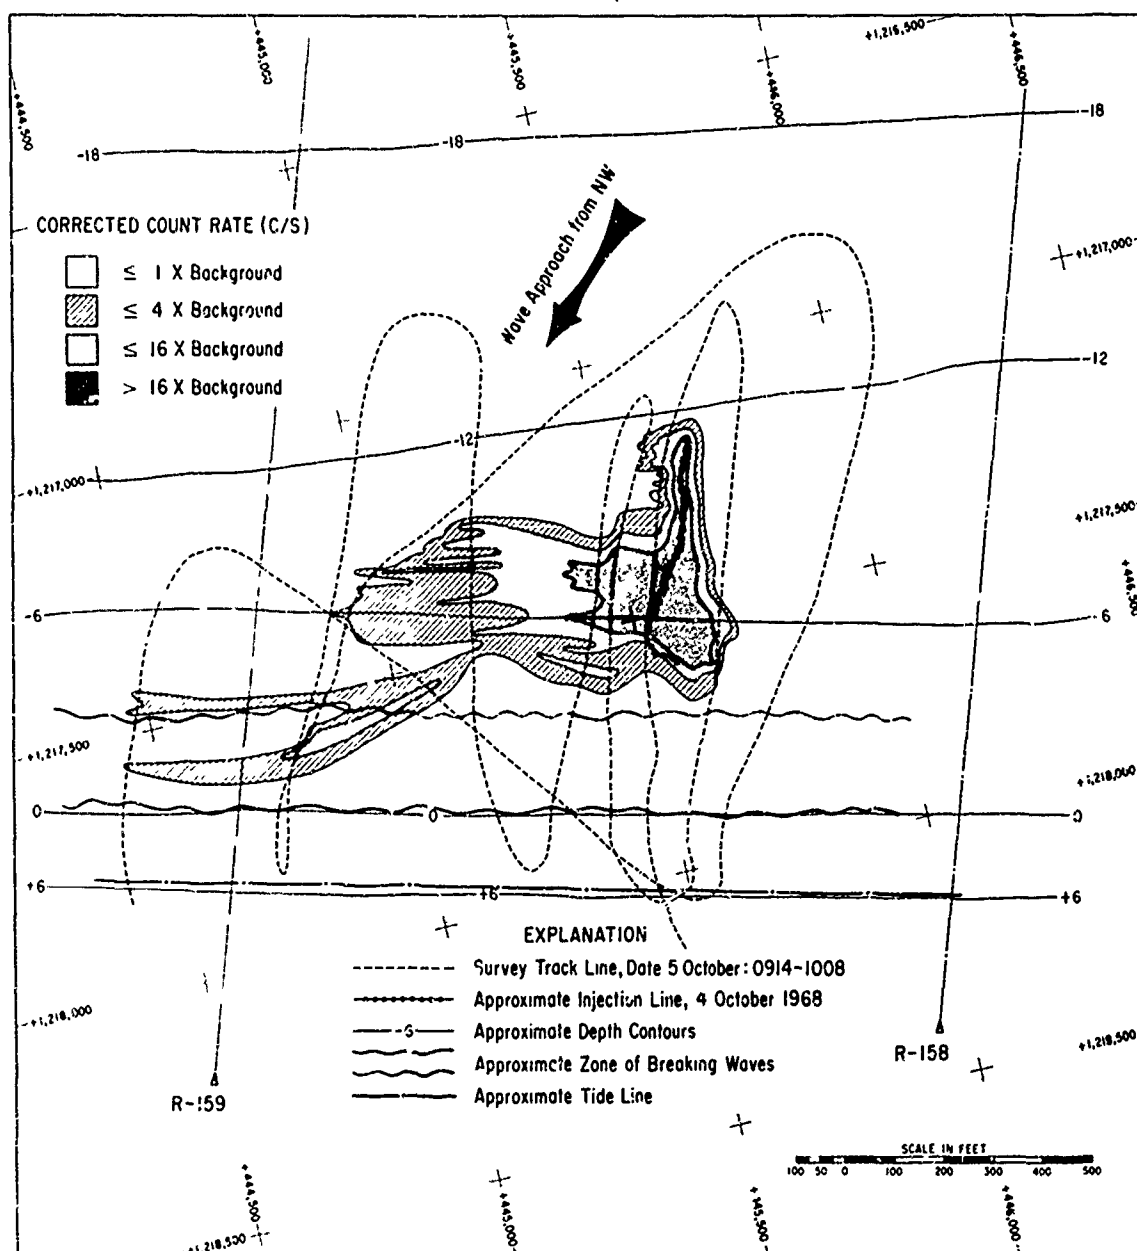 +1,216,500
+444,500
+445,000
+445,500
+446,000
+446,500
-18
-18
-18
Wave Approach from NW
CORRECTED COUNT RATE (C/S)
≤ 1 X Background
≤ 4 X Background
≤ 16 X Background
> 16 X Background
+1,217,000
-12
-12
+1,217,000
+1,217,500
+446,500
-6
-6
+1,217,500
+1,218,000
0
0
0
+6
+6
+6
EXPLANATION
Survey Track Line, Date 5 October: 0914-1008
Approximate Injection Line, 4 October 1968
-6 Approximate Depth Contours
Approximate Zone of Breaking Waves
Approximate Tide Line
+1,218,000
R-159
R-158
+1,218,500
SCALE IN FEET
100 50 0 100 200 300 400 500
+444,500
+445,000
+445,500
+446,000
+1,218,500